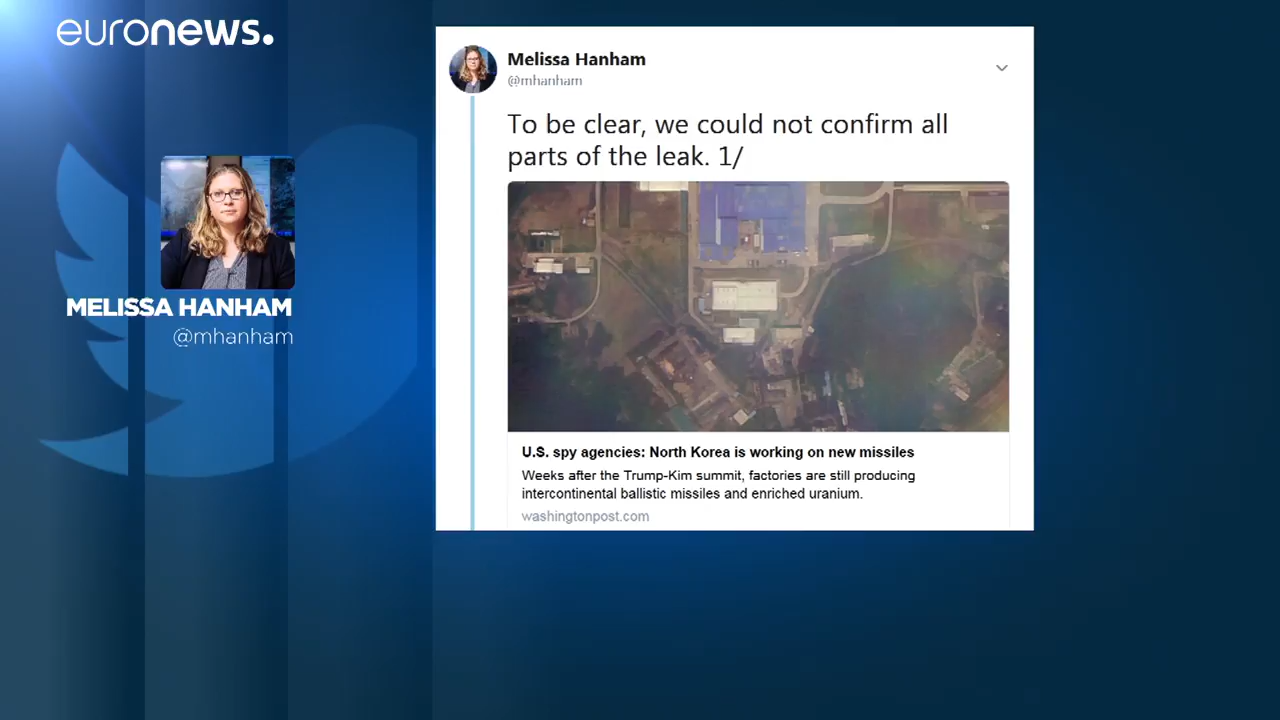 euronews.
MELISSA HANHAM
@mhanham
Melissa Hanham
@mhanham
To be clear, we could not confirm all
parts of the leak. 1/
U.S. spy agencies: North Korea is working on new missiles
Weeks after the Trump-Kim summit, factories are still producing
intercontinental ballistic missiles and enriched uranium.
washingtonpost.com